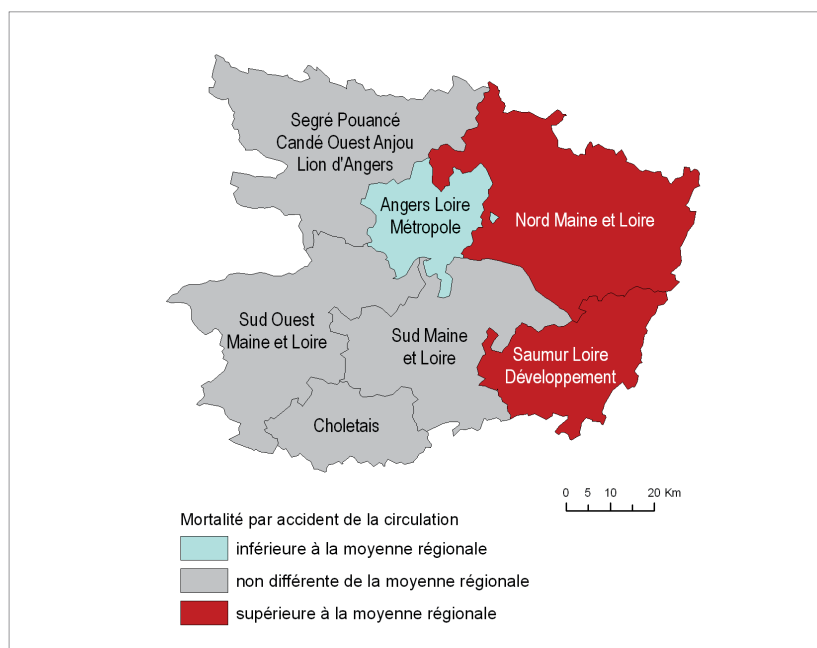 Segré Pouancé
Candé Ouest Anjou
Lion d'Angers
Angers Loire
Métropole
Nord Maine et Loire
Sud Ouest
Maine et Loire
Sud Maine
et Loire
Saumur Loire
Développement
Choletais
0 5 10 20 Km
Mortalité par accident de la circulation
inférieure à la moyenne régionale
non différente de la moyenne régionale
supérieure à la moyenne régionale